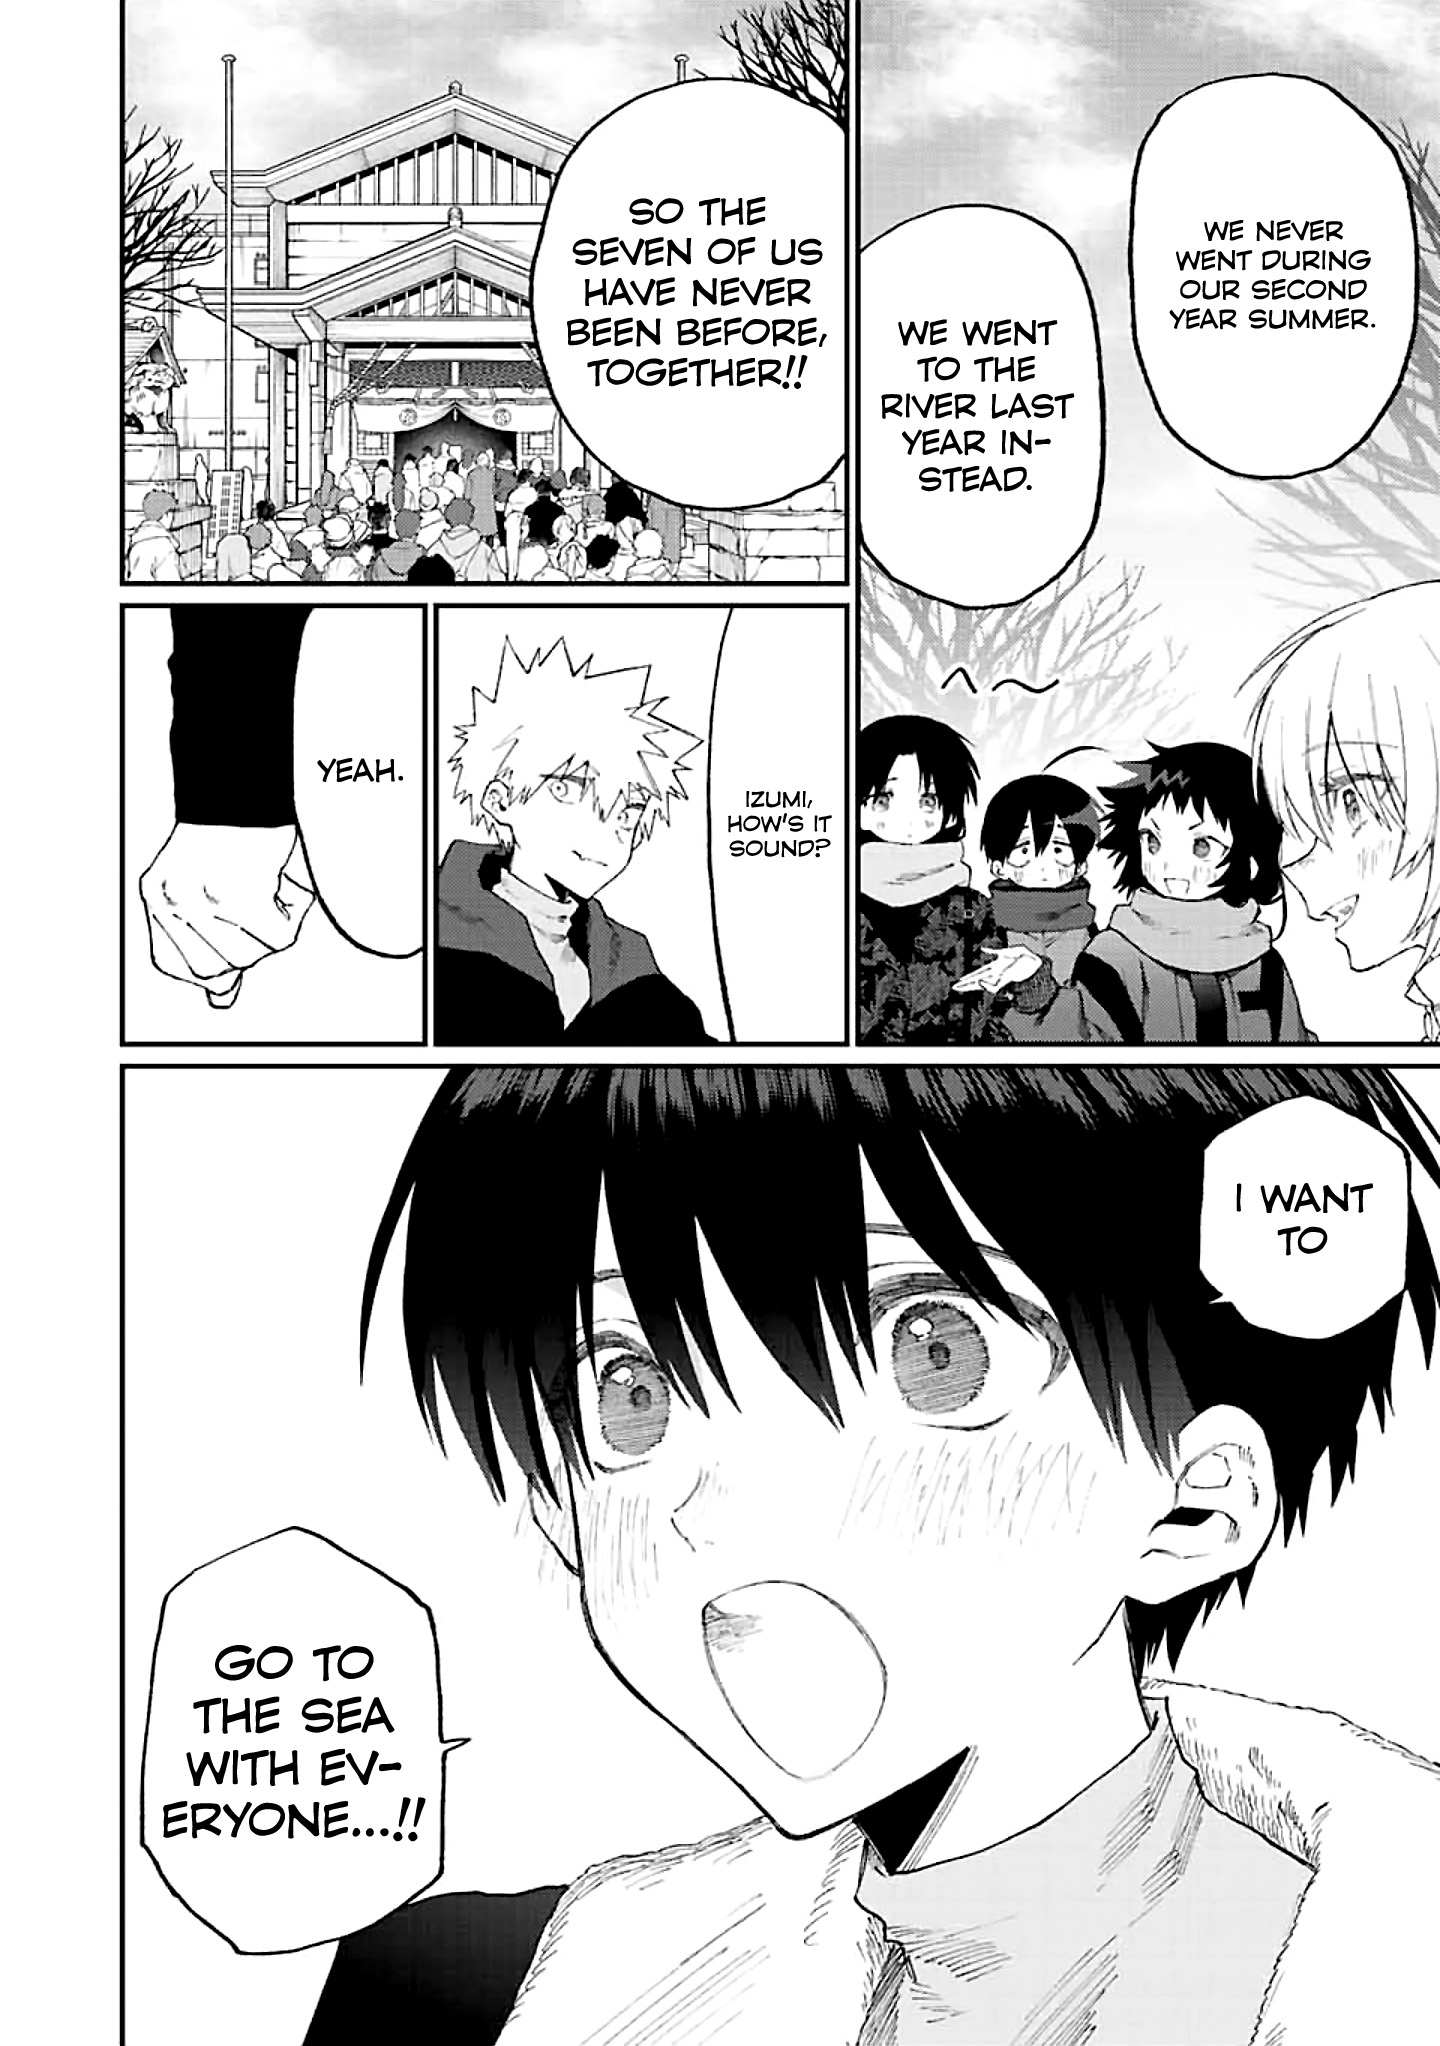 WE NEVER
WENT DURING
OUR SECOND
YEAR SUMMER.
WE WENT
TO THE
RIVER LAST
YEAR IN-
STEAD.
へ〜
SO THE
SEVEN OF US
HAVE NEVER
BEEN BEFORE,
TOGETHER!!
IZUMI,
HOW'S IT
SOUND?
YEAH.
I WANT
TO
GO TO
THE SEA
WITH EV-
ERYONE...!!